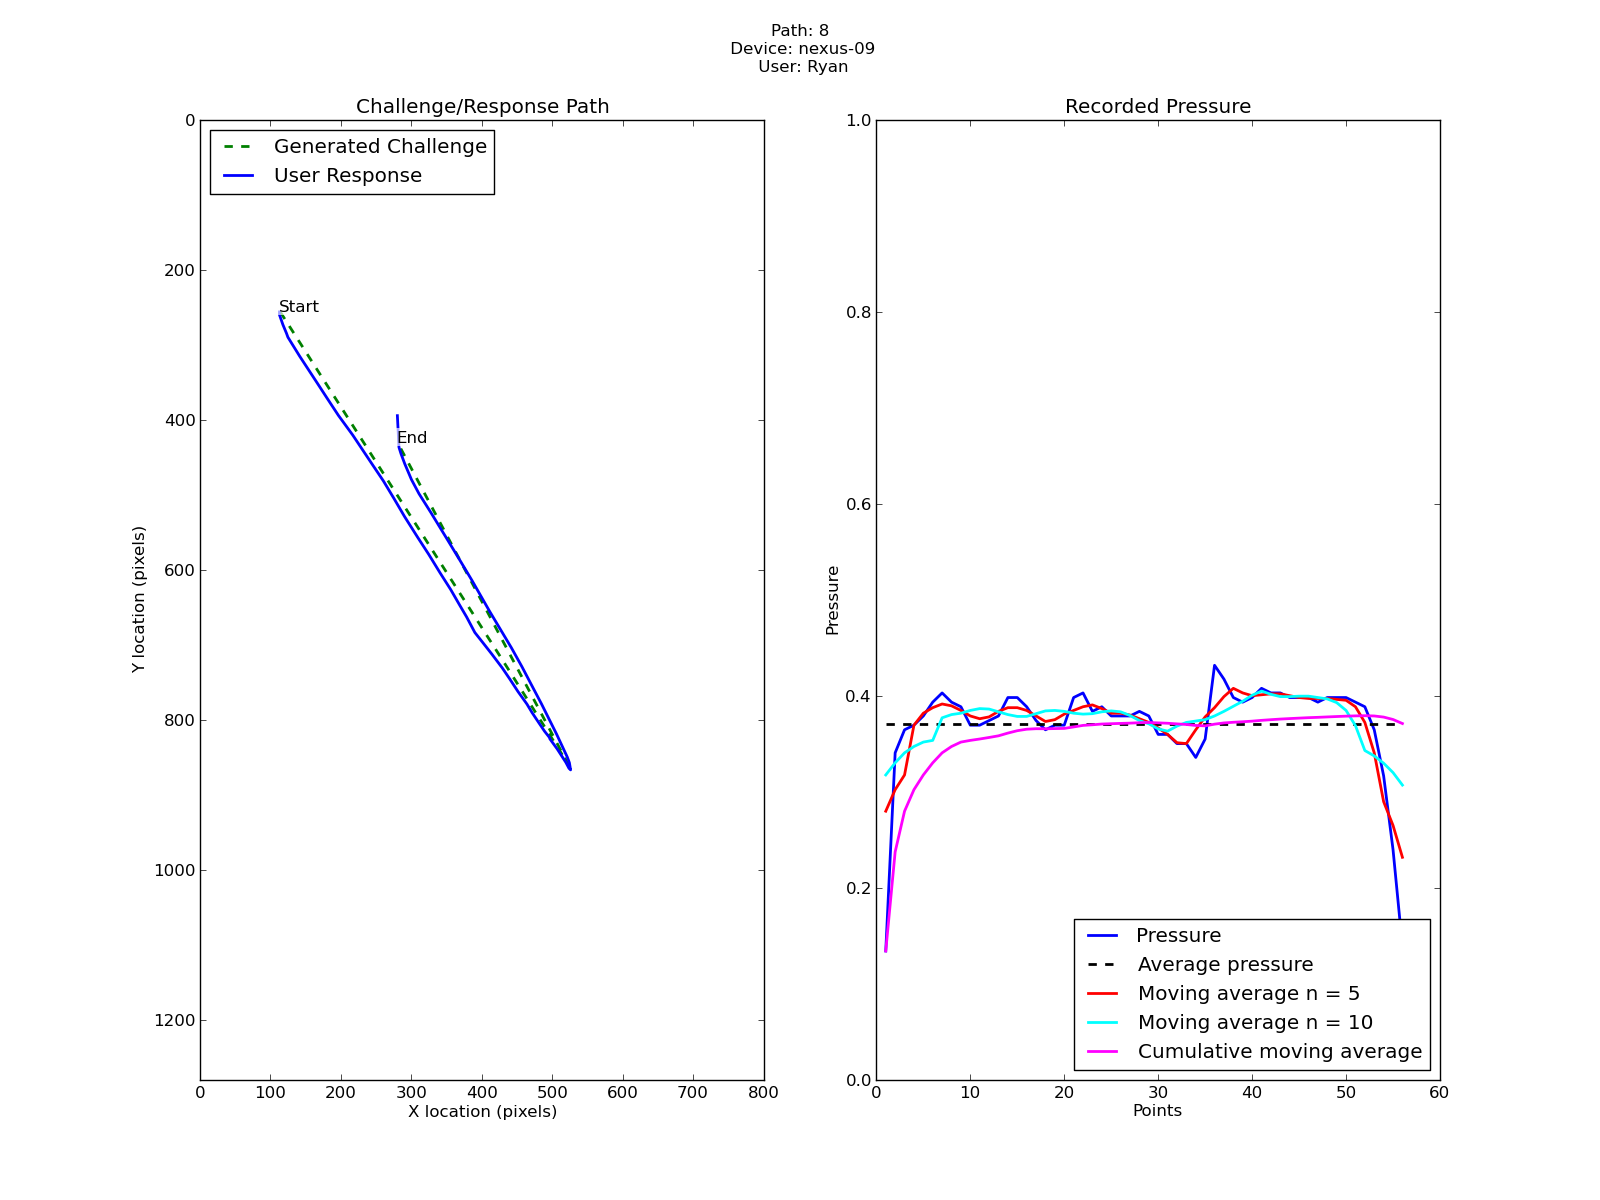 Path: 8
Device: nexus-09
User: Ryan
Challenge/Response Path
Generated Challenge
User Response
Start
End
0
200
400
600
800
1000
1200
Y location (pixels)
0 100 200 300 400 500 600 700 800
X location (pixels)
Recorded Pressure
1.0
0.8
0.6
0.4
0.2
0.0
Pressure
Pressure
Average pressure
Moving average n = 5
Moving average n = 10
Cumulative moving average
0 10 20 30 40 50 60
Points